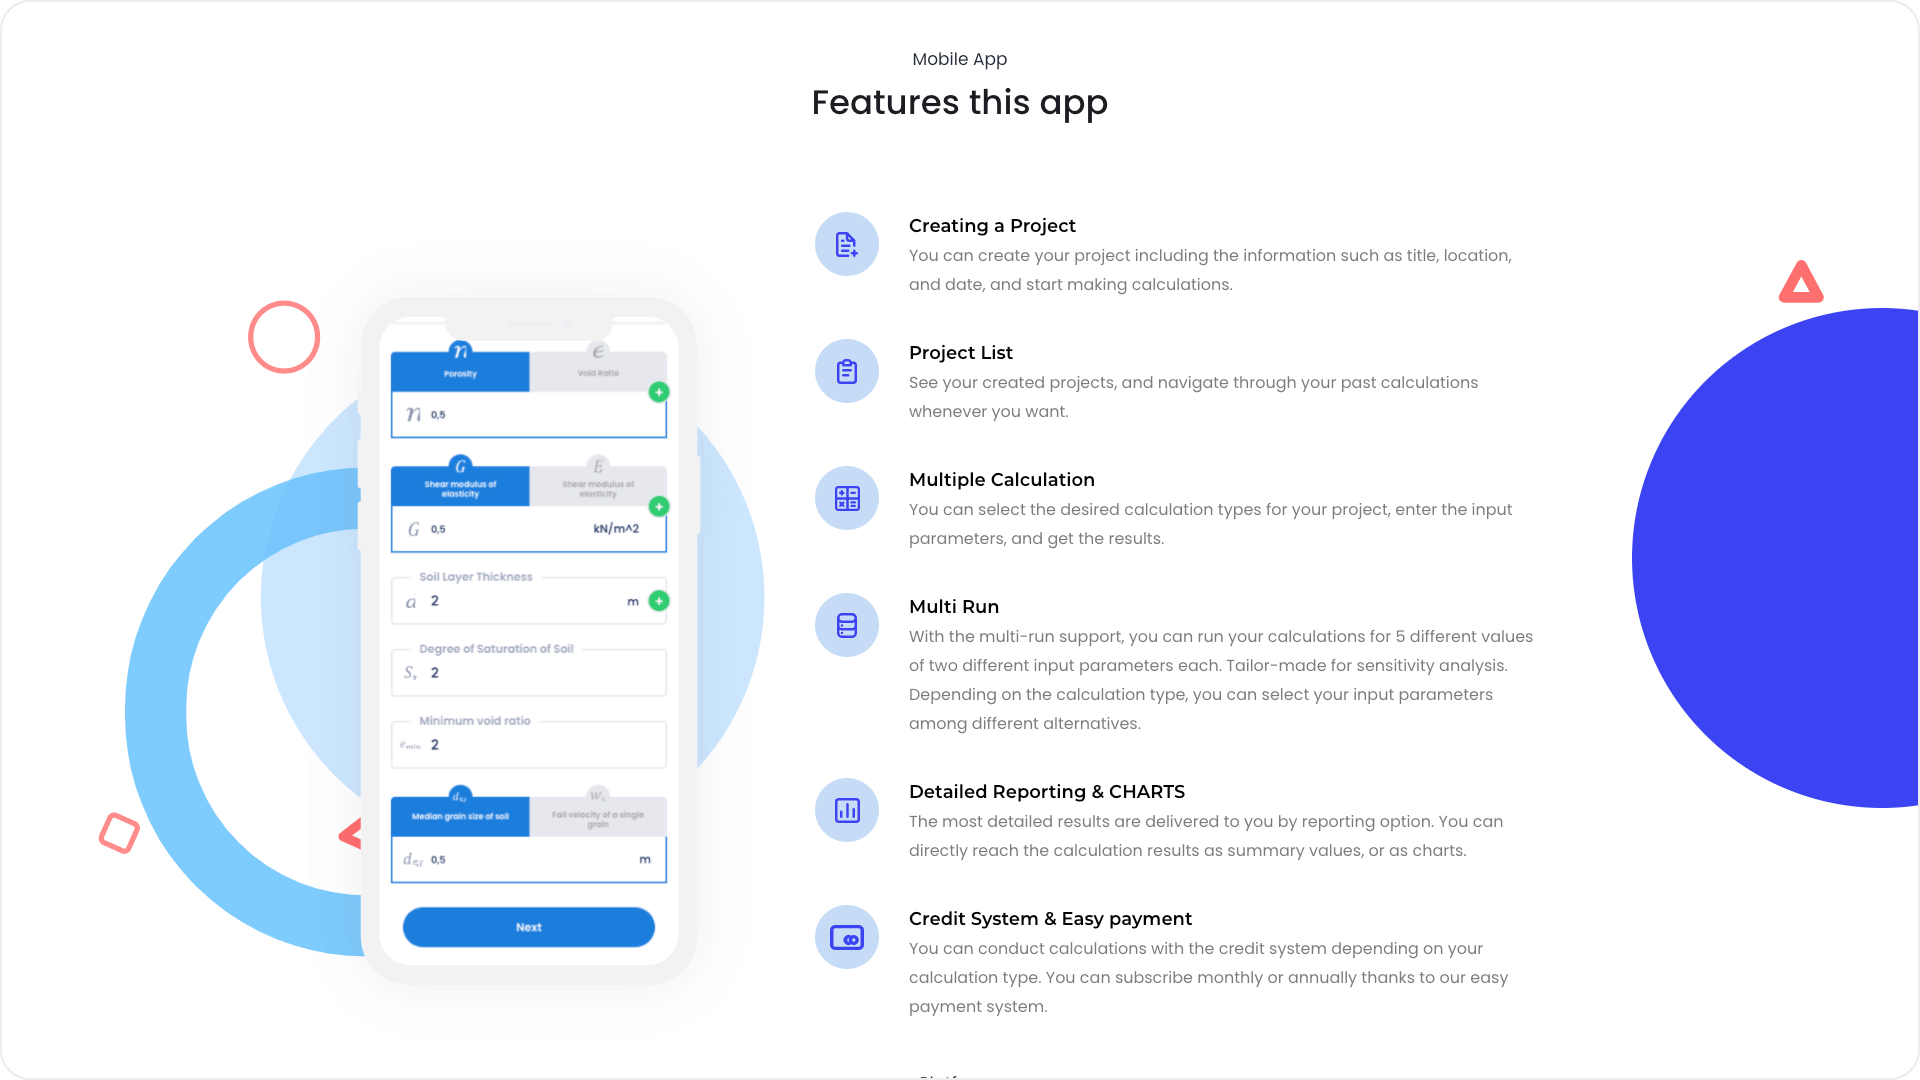 Mobile App
Features this app
n
e
Porosity
Void Ratio
n 0,5
G
E
Shear modulus of
elasticity
Shear modulus of
elasticity
G 0,5 kN/m^2
Soil Layer Thickness
a 2 m
Degree of Saturation of Soil
2
Minimum void ratio
e min 2
Median grain size of soil
Fall velocity of a single
grain
0,5 m
Next
Creating a Project
You can create your project including the information such as title, location,
and date, and start making calculations.
Project List
See your created projects, and navigate through your past calculations
whenever you want.
Multiple Calculation
You can select the desired calculation types for your project, enter the input
parameters, and get the results.
Multi Run
With the multi-run support, you can run your calculations for 5 different values
of two different input parameters each. Tailor-made for sensitivity analysis.
Depending on the calculation type, you can select your input parameters
among different alternatives.
Detailed Reporting & CHARTS
The most detailed results are delivered to you by reporting option. You can
directly reach the calculation results as summary values, or as charts.
Credit System & Easy payment
You can conduct calculations with the credit system depending on your
calculation type. You can subscribe monthly or annually thanks to our easy
payment system.